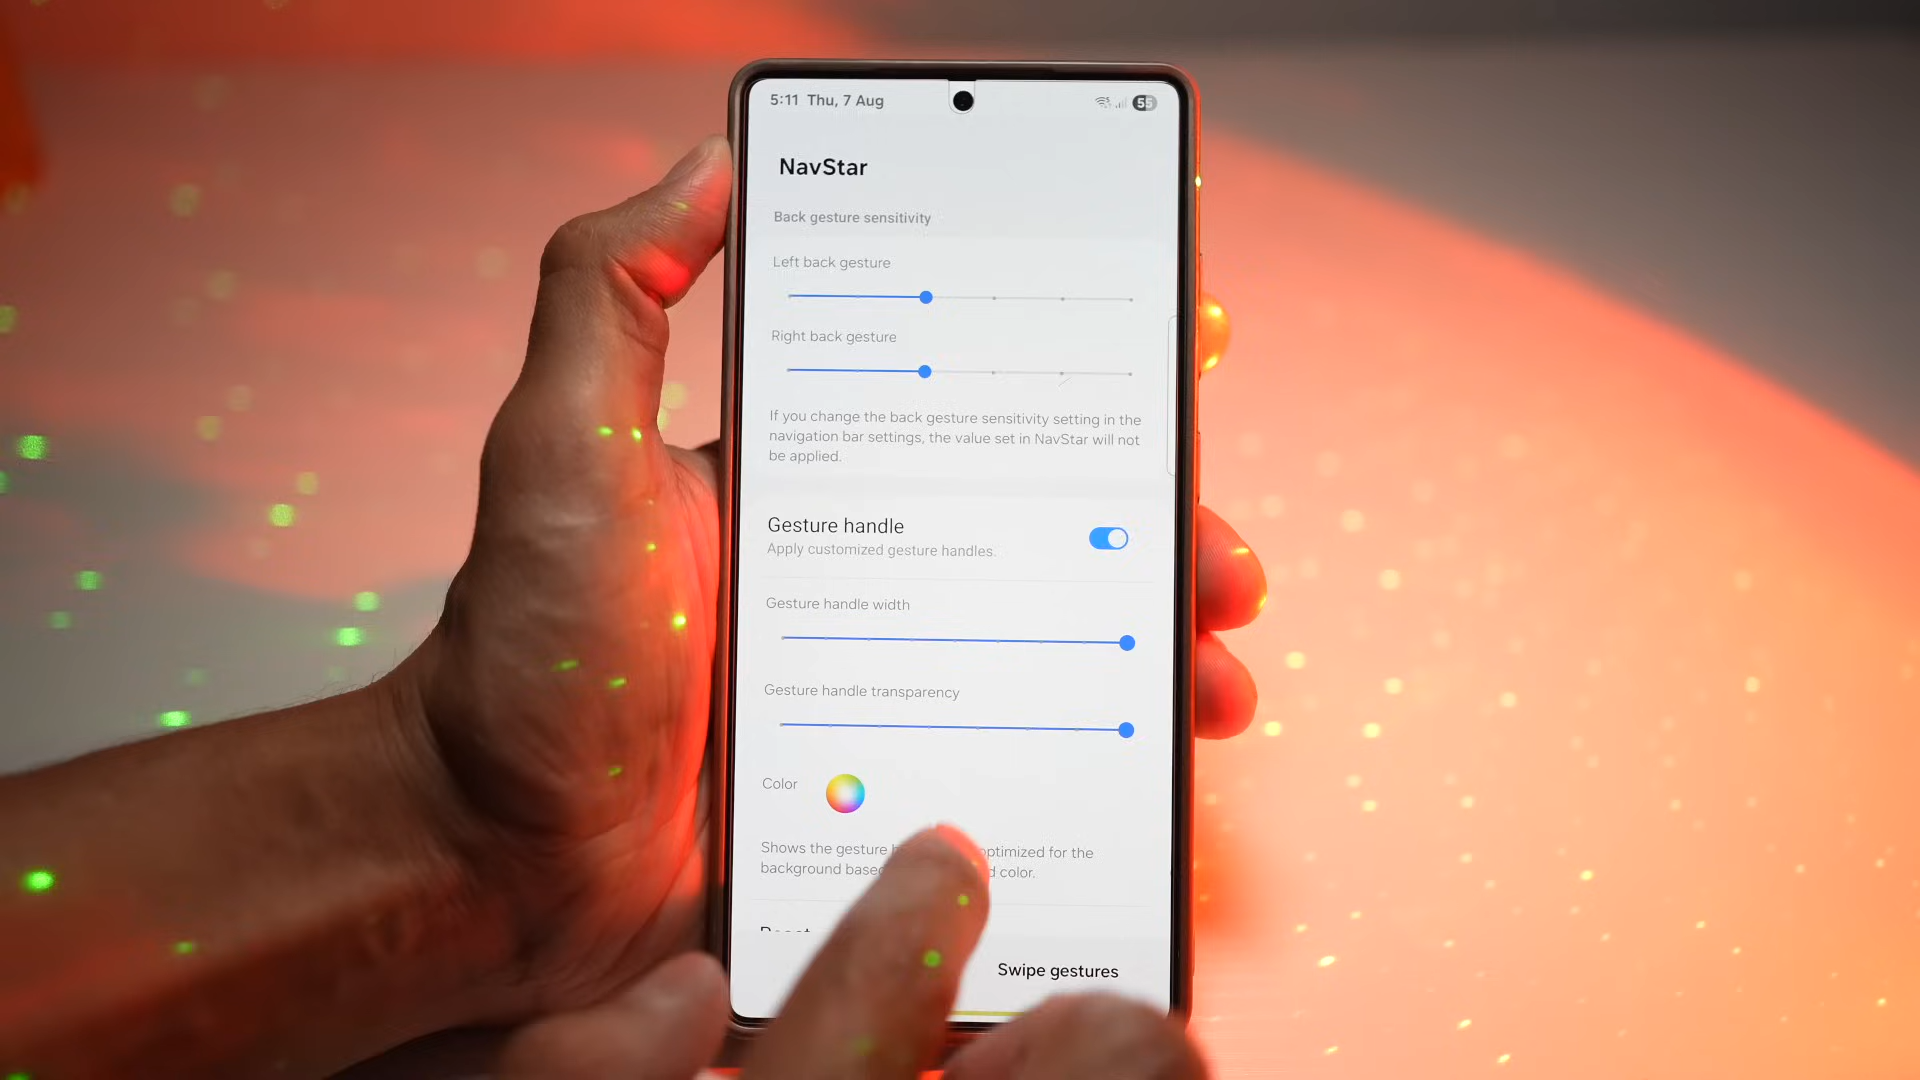 5:11 Thu, 7 Aug
55
NavStar
Back gesture sensitivity
Left back gesture
Right back gesture
If you change the back gesture sensitivity setting in the
navigation bar settings, the value set in NavStar will not
be applied.
Gesture handle
Apply customized gesture handles.
Gesture handle width
Gesture handle transparency
Color
Shows the gesture optimized for the
background color.
Swipe gestures